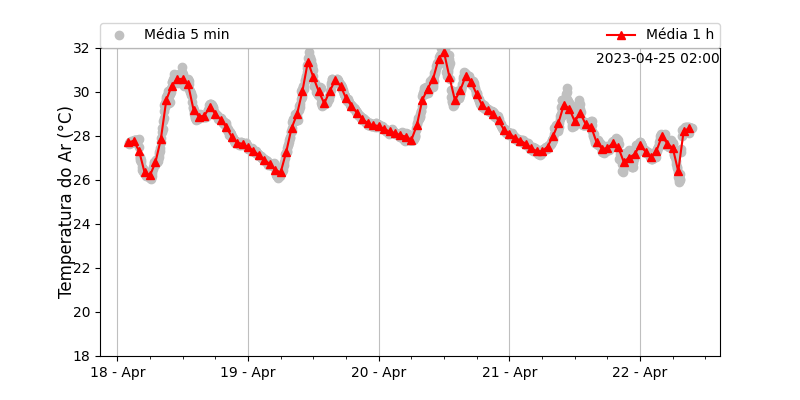 Média 5 min
Média 1 h
2023-04-25 02:00
Temperatura do Ar (°C)
32
30
28
26
24
22
20
18
18 - Apr
19 - Apr
20 - Apr
21 - Apr
22 - Apr